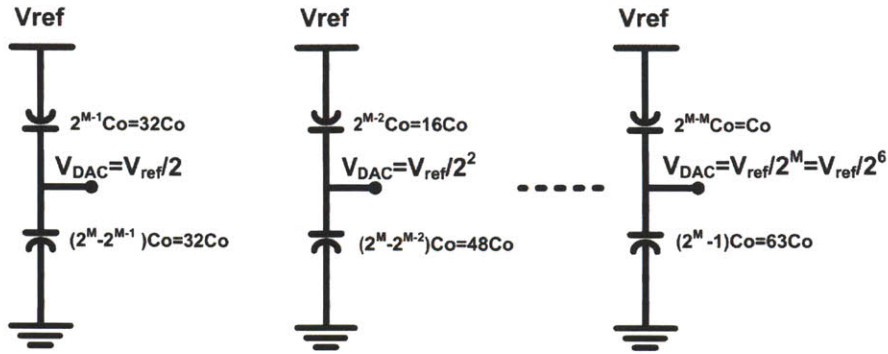 Vref Vref Vref
2^{M-1}Co=32Co 2^{M-2}Co=16Co 2^{M-M}Co=Co
V_{DAC}=V_{ref}/2 V_{DAC}=V_{ref}/2^2 V_{DAC}=V_{ref}/2^M=V_{ref}/2^6
(2^M-2^{M-1})Co=32Co (2^M-2^{M-2})Co=48Co (2^M-1)Co=63Co